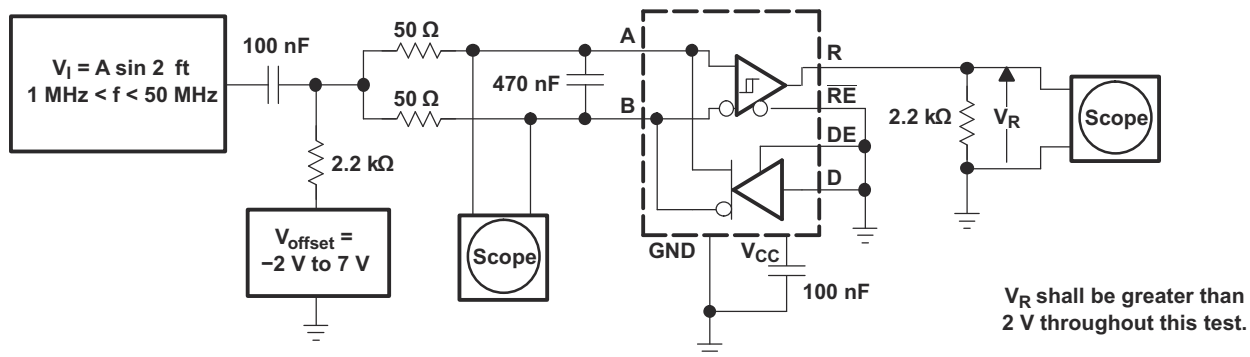 V_I = A sin 2 ft
1 MHz < f < 50 MHz
100 nF
50 Ω
50 Ω
2.2 kΩ
V_offset =
−2 V to 7 V
Scope
470 nF
A
B
GND
V_CC
100 nF
R
R̅E̅
DE
D
2.2 kΩ
V_R
Scope
V_R shall be greater than
2 V throughout this test.